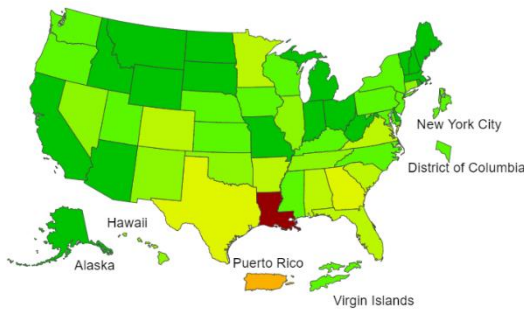 New York City
District of Columbia
Hawaii
Alaska
Puerto Rico
Virgin Islands